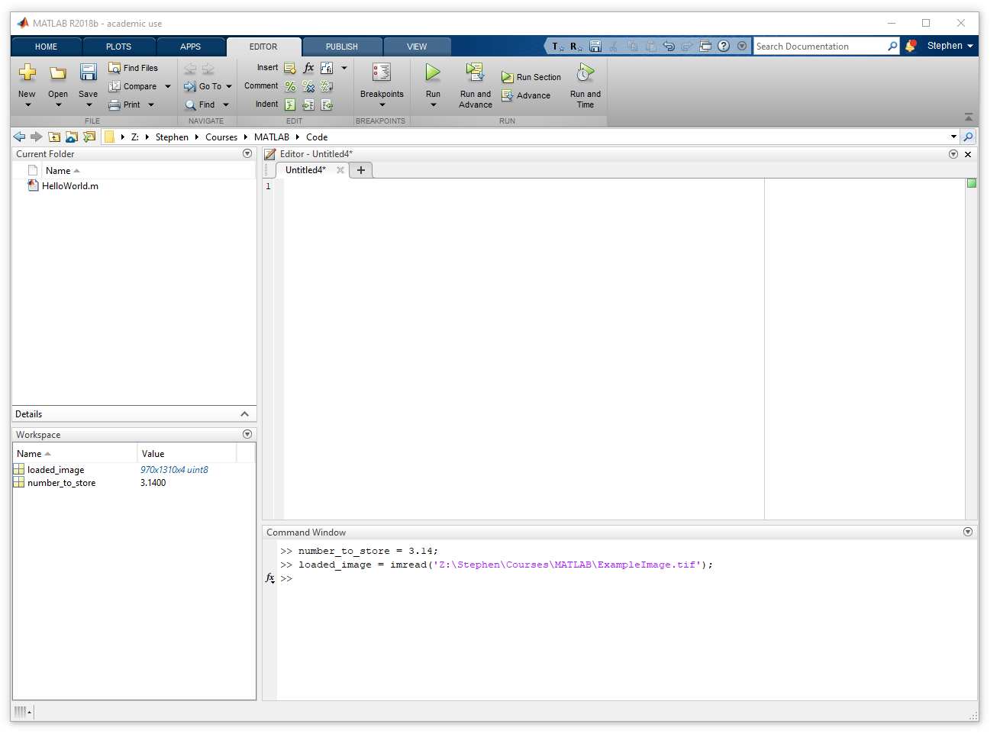 MATLAB R2018b - academic use
HOME PLOTS APPS EDITOR PUBLISH VIEW
Search Documentation
Stephen
New
Open
Save
Find Files
Compare
Print
FILE
Go To
Find
NAVIGATE
Insert
Comment
Indent
EDIT
Breakpoints
BREAKPOINTS
Run
Run and
Advance
Run Section
Advance
Run and
Time
RUN
Z: Stephen Courses MATLAB Code
Current Folder
Name
HelloWorld.m
Details
Workspace
Name Value
loaded_image 970x1310x4 uint8
number_to_store 3.1400
Editor - Untitled4*
Untitled4*
1
Command Window
>> number_to_store = 3.14;
>> loaded_image = imread('Z:\Stephen\Courses\MATLAB\ExampleImage.tif');
fx >>